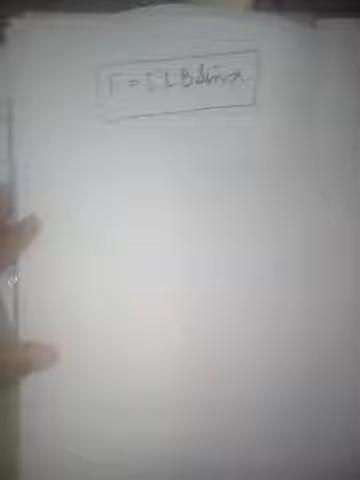 F = I L B sin α